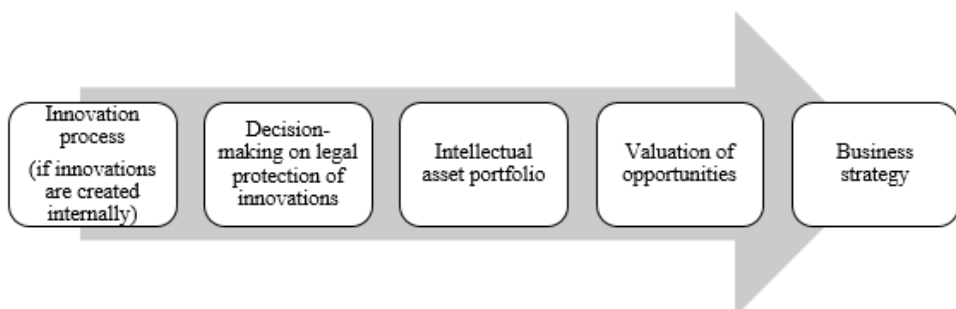 Innovation
process
(if innovations
are created
internally)
Decision-
making on legal
protection of
innovations
Intellectual
asset portfolio
Valuation of
opportunities
Business
strategy